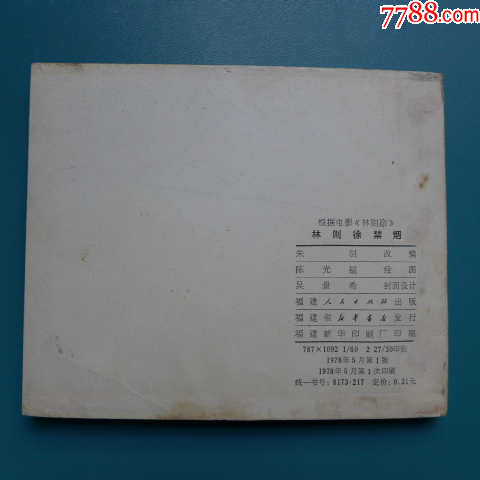 7788.com
根据电影《林则徐》
林则徐禁烟
朱 羽 改编
陈光镒 绘图
吴景希 封面设计
福建人民出版社出版
福建省新华书店发行
福建新华印刷厂印刷
787×1092 1/60 2 27/30印张
1978年5月第1版
1978年5月第1次印刷
统一书号：8173·217 定价：0.21元